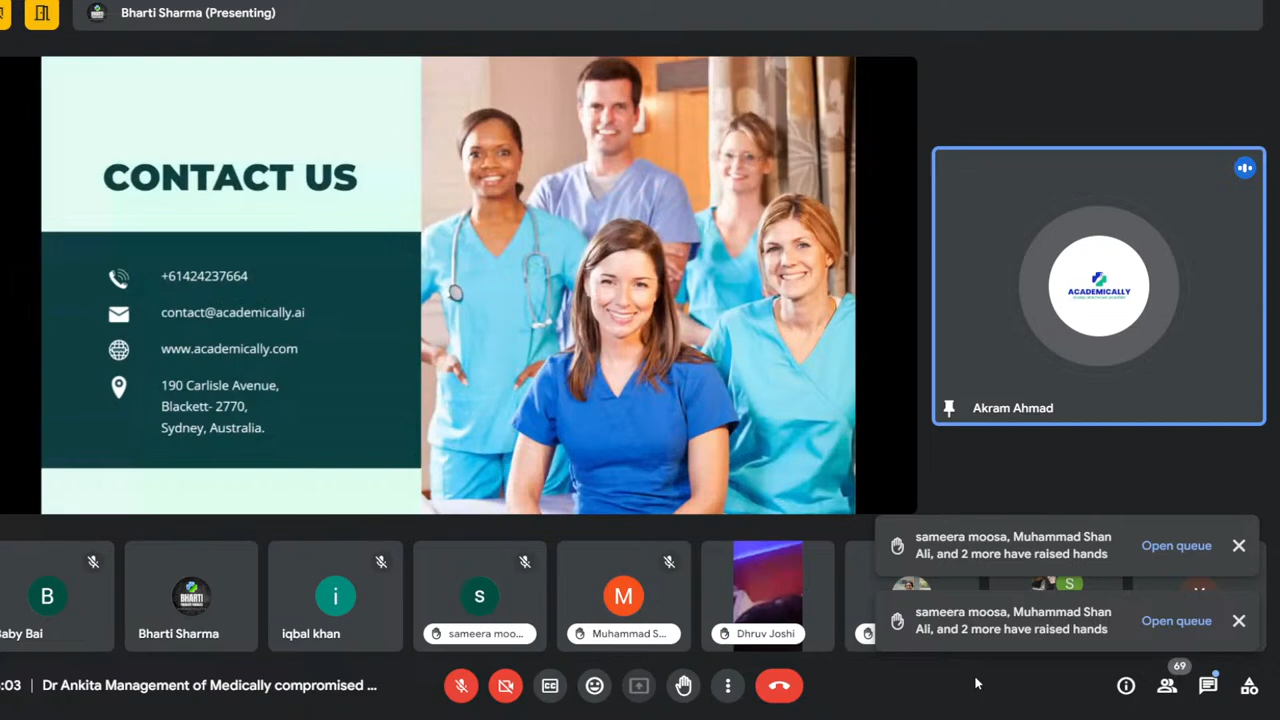 Bharti Sharma (Presenting)
CONTACT US
+61424237664
contact@academically.ai
www.academically.com
190 Carlisle Avenue,
Blackett- 2770,
Sydney, Australia.
ACADEMICALLY
Akram Ahmad
sameera moosa, Muhammad Shan
Ali, and 2 more have raised hands
Open queue
sameera moosa, Muhammad Shan
Ali, and 2 more have raised hands
Open queue
B
BHARTI
i
s
M
S
Baby Bai
Bharti Sharma
iqbal khan
sameera moo...
Muhammad S...
Dhruv Joshi
:03 | Dr Ankita Management of Medically compromised ...
CC
69